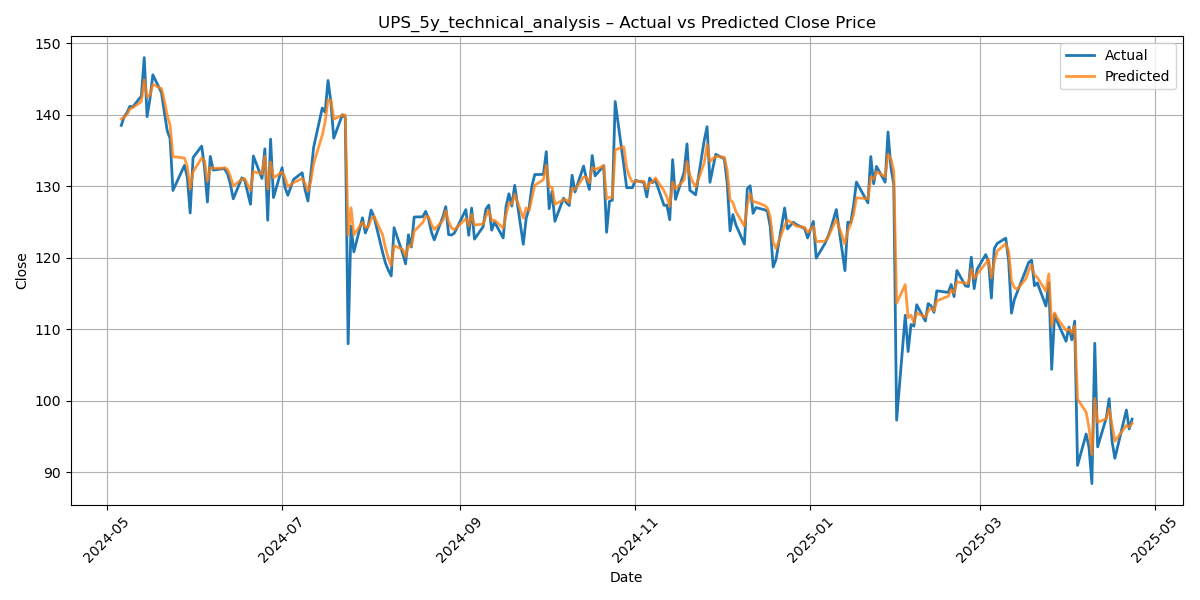 UPS_5y_technical_analysis – Actual vs Predicted Close Price
Actual
Predicted
Close
150
140
130
120
110
100
90
2024-05
2024-07
2024-09
2024-11
2025-01
2025-03
2025-05
Date